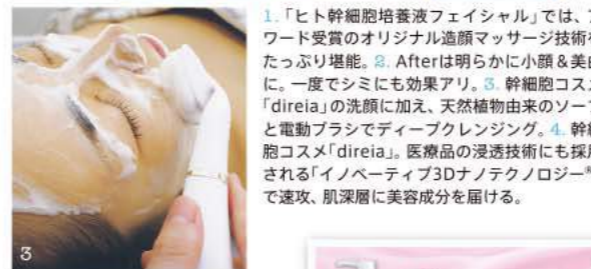 1.「ヒト幹細胞培養液フェイシャル」では、
ワード受賞のオリジナル造顔マッサージ技術
たっぷり堪能。2. Afterは明らかに小顔＆美
に。一度でシミにも効果アリ。3. 幹細胞コス
「direia」の洗顔に加え、天然植物由来のソー
と電動ブラシでディープクレンジング。4. 幹
胞コスメ「direia」。医療品の浸透技術にも採
される「イノベーティブ3Dナノテクノロジー®
で速攻、肌深層に美容成分を届ける。
3